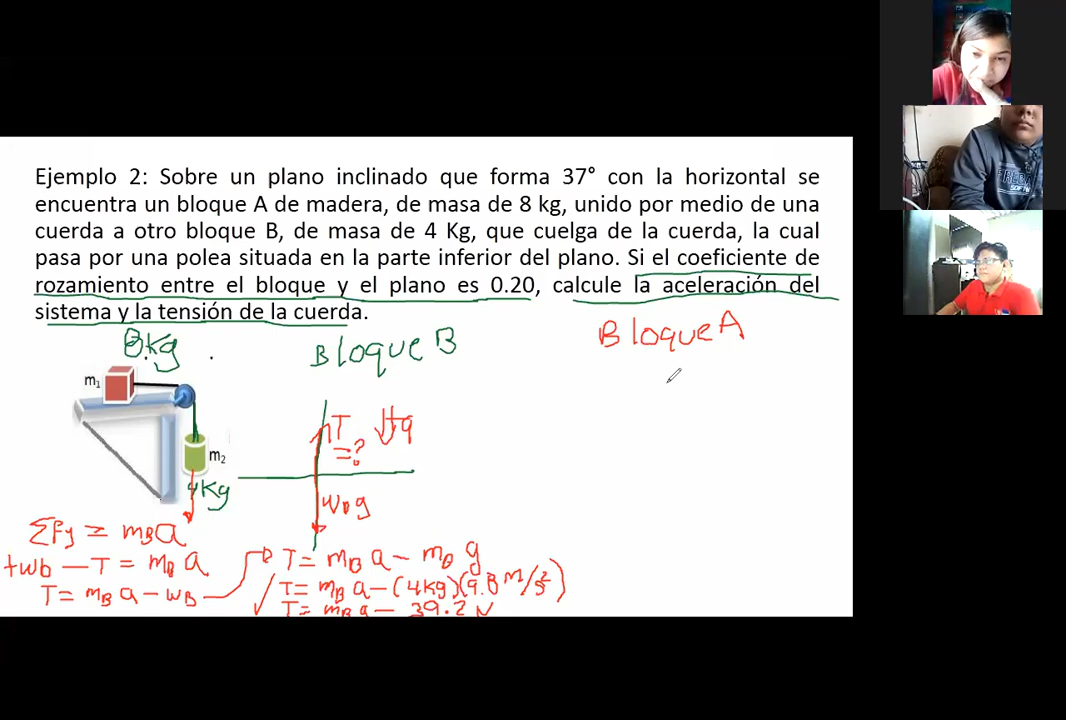 Ejemplo 2: Sobre un plano inclinado que forma 37° con la horizontal se
encuentra un bloque A de madera, de masa de 8 kg, unido por medio de una
cuerda a otro bloque B, de masa de 4 Kg, que cuelga de la cuerda, la cual
pasa por una polea situada en la parte inferior del plano. Si el coeficiente de
rozamiento entre el bloque y el plano es 0.20, calcule la aceleración del
sistema y la tensión de la cuerda.
8Kg
Bloque B
Bloque A
m₁
T
=?
m₂
4Kg
ΣFy = mBa
+wb - T = mB a
T = mB a - wB
T = mB a - mB g
T = mB a - (4Kg)(9.8 m/s²)
T = mB a - 39.2 N